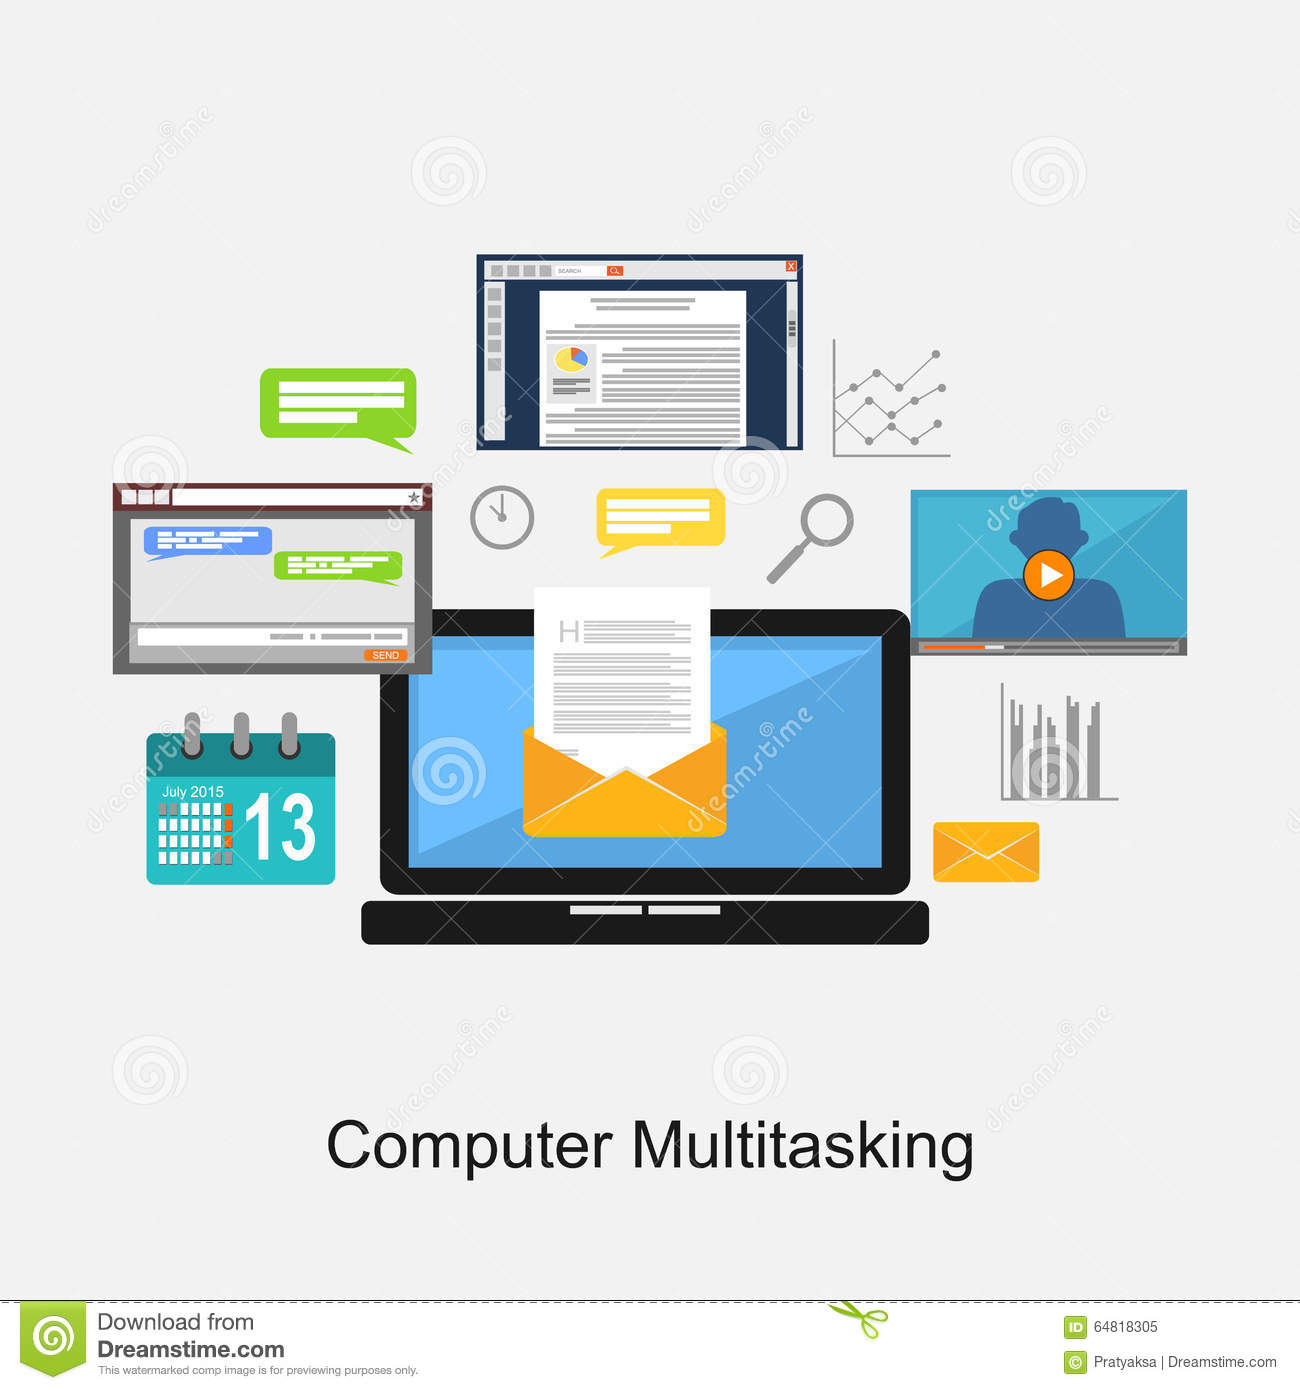 SEARCH
X
H
SEND
July 2015
13
Computer Multitasking
Download from
Dreamstime.com
This watermarked comp image is for previewing purposes only.
ID 64818305
© Pratyaksa | Dreamstime.com
dreamstime